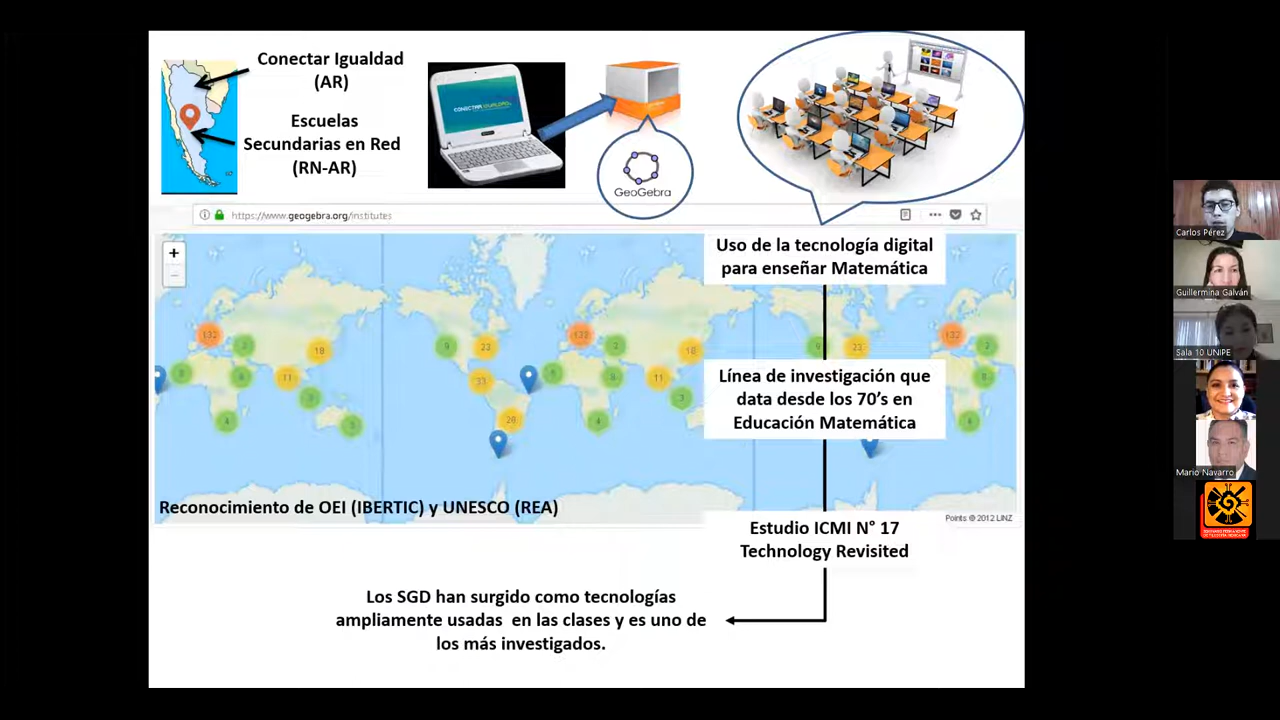 Conectar Igualdad
(AR)
Escuelas
Secundarias en Red
(RN-AR)
GeoGebra
https://www.geogebra.org/institutes
Uso de la tecnología digital
para enseñar Matemática
Línea de investigación que
data desde los 70’s en
Educación Matemática
Reconocimiento de OEI (IBERTIC) y UNESCO (REA)
Points © 2012 LINZ
Estudio ICMI N° 17
Technology Revisited
Los SGD han surgido como tecnologías
ampliamente usadas en las clases y es uno de
los más investigados.
Carlos Pérez
Guillermina Galván
Sala 10 UNIPE
Mario Navarro